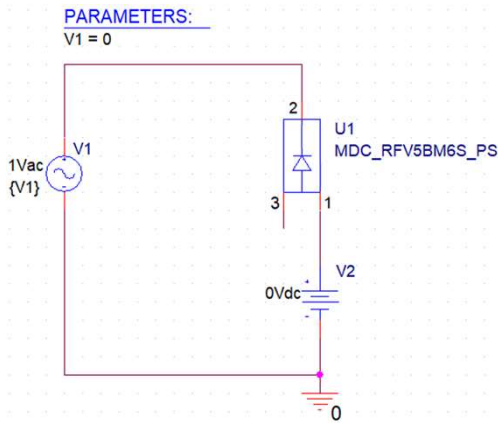 PARAMETERS:
V1 = 0
2
U1
MDC_RFV5BM6S_PS
V1
1Vac
{V1}
3
1
V2
0Vdc
0